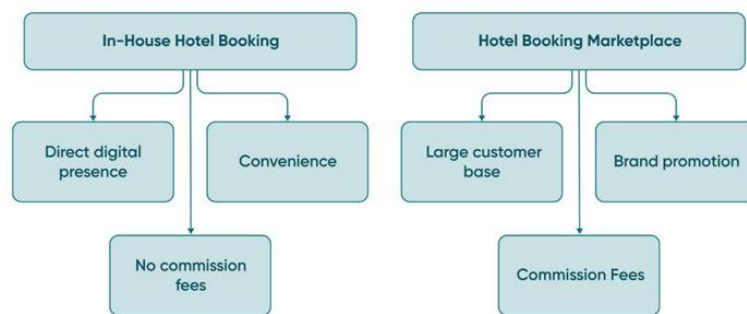 In-House Hotel Booking
Hotel Booking Marketplace
Direct digital
presence
Convenience
Large customer
base
Brand promotion
No commission
fees
Commission Fees